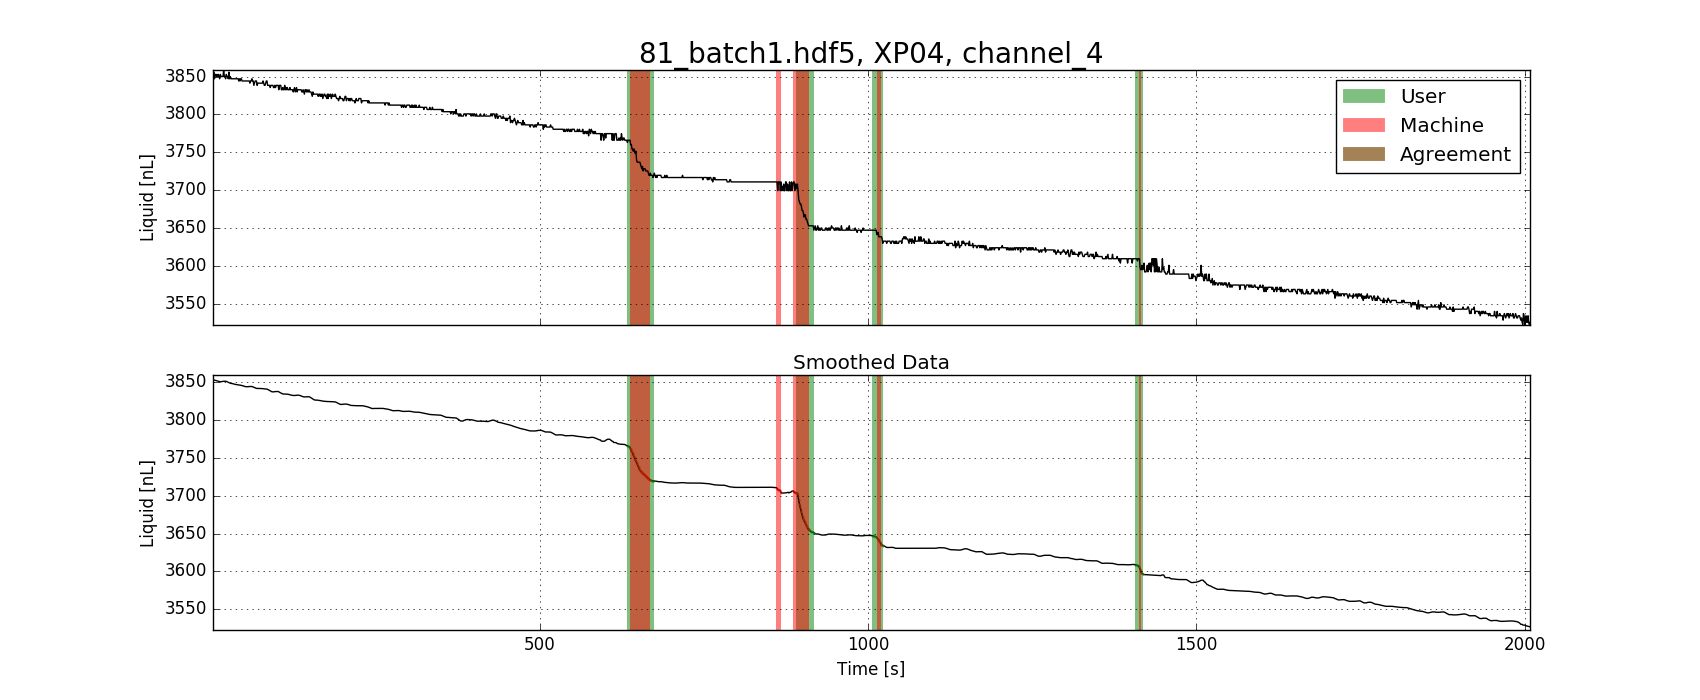 81_batch1.hdf5, XP04, channel_4
3850
3800
3750
3700
3650
3600
3550
Liquid [nL]
User
Machine
Agreement
Smoothed Data
3850
3800
3750
3700
3650
3600
3550
Liquid [nL]
500 1000 1500 2000
Time [s]